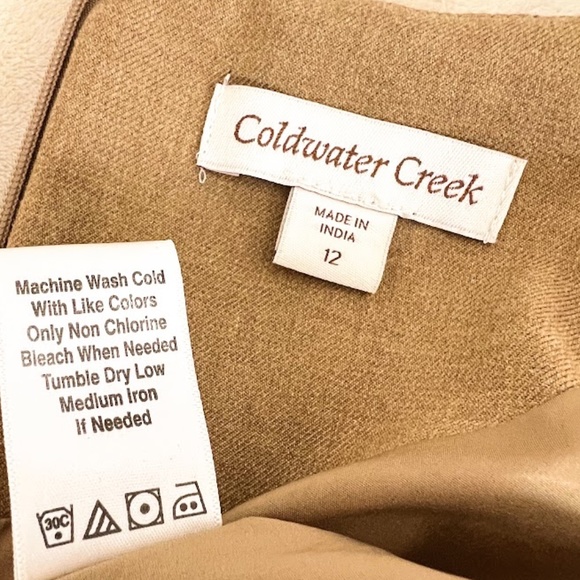 Coldwater Creek
MADE IN
INDIA
12
Machine Wash Cold
With Like Colors
Only Non Chlorine
Bleach When Needed
Tumble Dry Low
Medium Iron
If Needed
30C